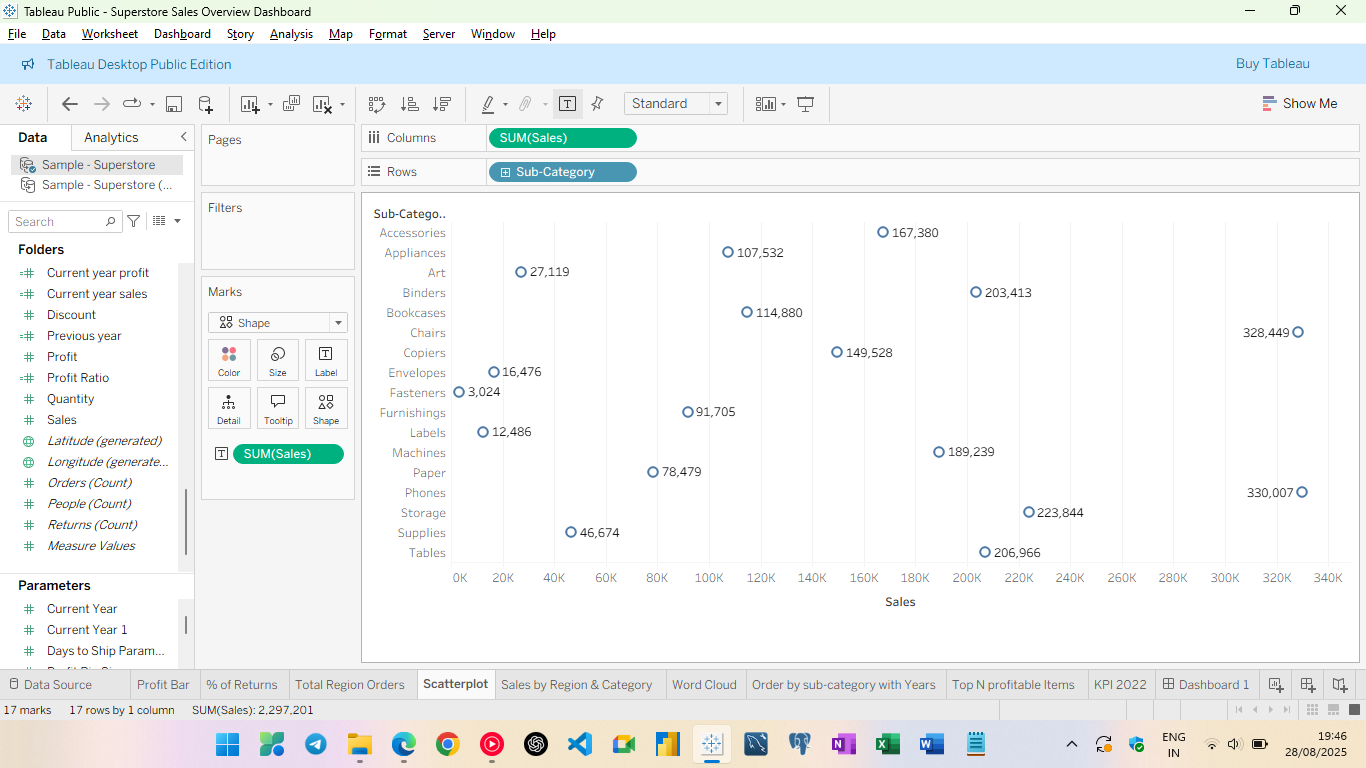 Tableau Public - Superstore Sales Overview Dashboard
File Data Worksheet Dashboard Story Analysis Map Format Server Window Help
Tableau Desktop Public Edition
Buy Tableau
Standard
Show Me
Data Analytics
Sample - Superstore
Sample - Superstore (...
Search
Folders
Current year profit
Current year sales
Discount
Previous year
Profit
Profit Ratio
Quantity
Sales
Latitude (generated)
Longitude (generate...
Orders (Count)
People (Count)
Returns (Count)
Measure Values
Parameters
Current Year
Current Year 1
Days to Ship Param...
Pages
Filters
Marks
Shape
Color Size Label
Detail Tooltip Shape
SUM(Sales)
Columns SUM(Sales)
Rows Sub-Category
Sub-Catego..
Accessories 167,380
Appliances 107,532
Art 27,119
Binders 203,413
Bookcases 114,880
Chairs 328,449
Copiers 149,528
Envelopes 16,476
Fasteners 3,024
Furnishings 91,705
Labels 12,486
Machines 189,239
Paper 78,479
Phones 330,007
Storage 223,844
Supplies 46,674
Tables 206,966
0K 20K 40K 60K 80K 100K 120K 140K 160K 180K 200K 220K 240K 260K 280K 300K 320K 340K
Sales
Data Source Profit Bar % of Returns Total Region Orders Scatterplot Sales by Region & Category Word Cloud Order by sub-category with Years Top N profitable Items KPI 2022 Dashboard 1
17 marks 17 rows by 1 column SUM(Sales): 2,297,201
ENG
IN
19:46
28/08/2025